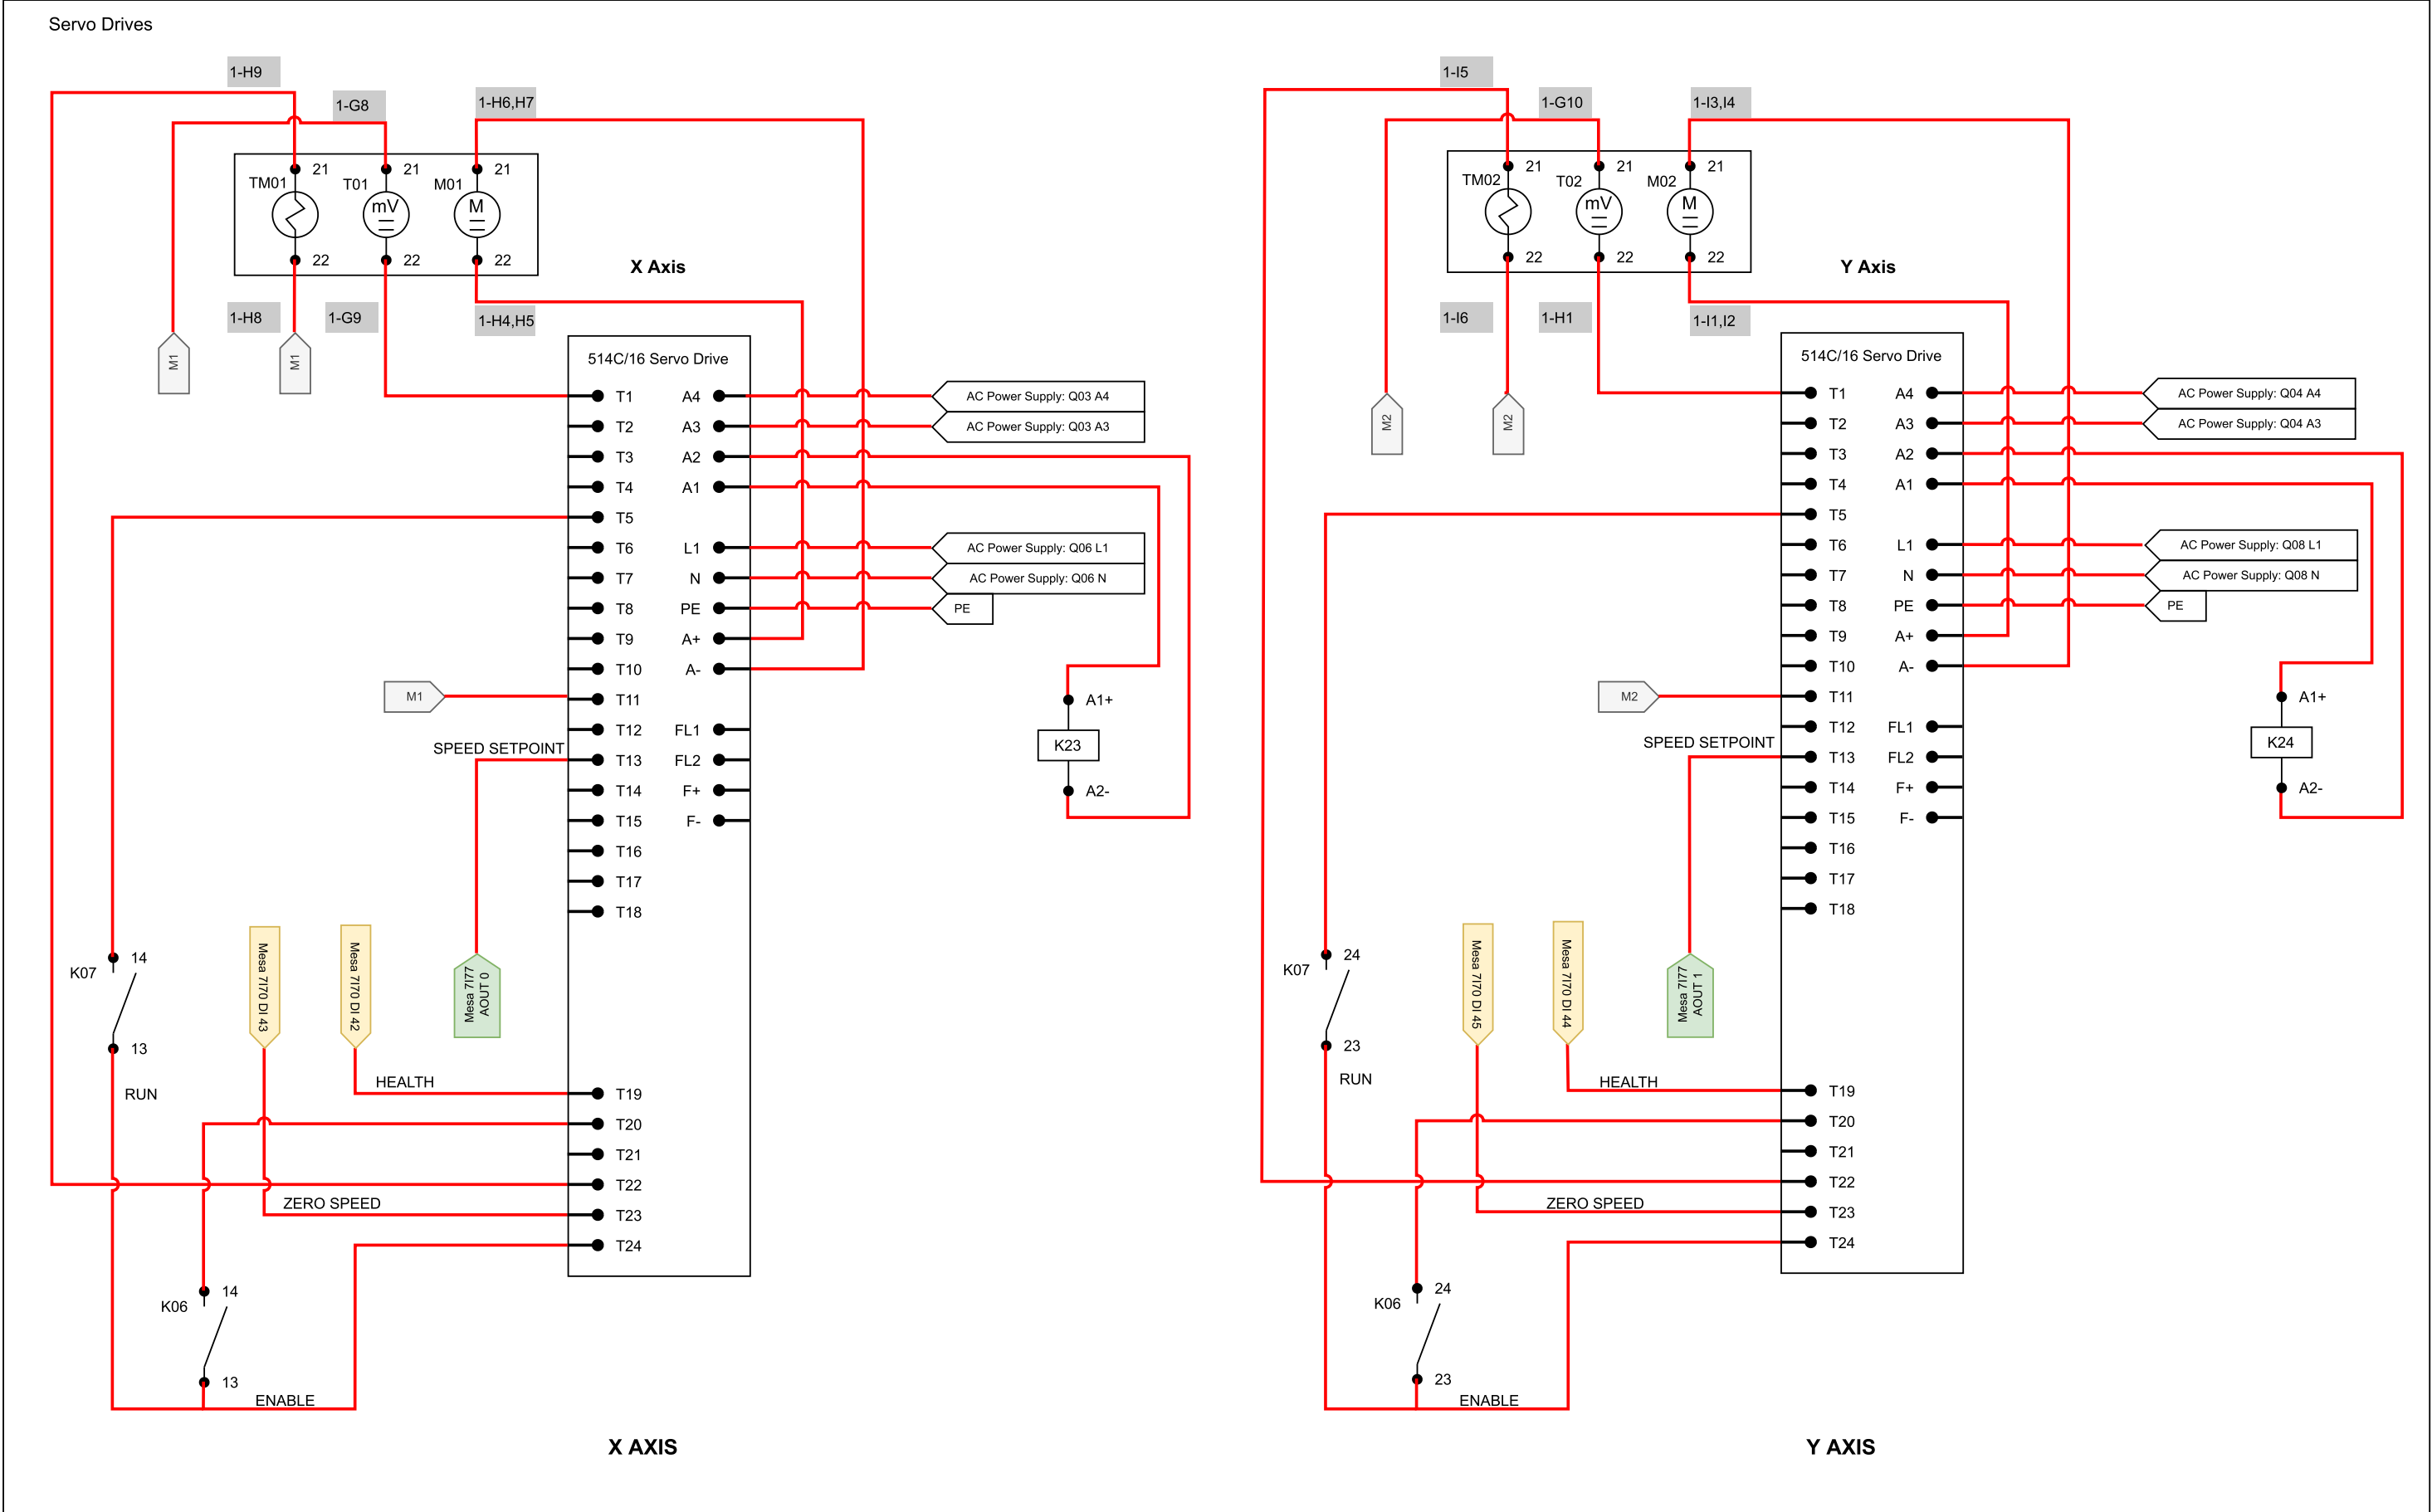 Servo Drives
1-H9
1-G8
1-H6,H7
TM01
21
T01
21
mV
M01
21
M
22
22
22
X Axis
1-H8
1-G9
1-H4,H5
M1
M1
514C/16 Servo Drive
T1
A4
AC Power Supply: Q03 A4
T2
A3
AC Power Supply: Q03 A3
T3
A2
T4
A1
T5
T6
L1
AC Power Supply: Q06 L1
T7
N
AC Power Supply: Q06 N
T8
PE
PE
T9
A+
T10
A-
M1
T11
T12
FL1
SPEED SETPOINT
T13
FL2
T14
F+
T15
F-
T16
T17
T18
A1+
K23
A2-
K07
14
13
RUN
Mesa 7I70 DI 43
Mesa 7I70 DI 42
Mesa 7I77
AOUT 0
HEALTH
T19
T20
T21
T22
ZERO SPEED
T23
T24
K06
14
13
ENABLE
X AXIS
1-I5
1-G10
1-I3,I4
TM02
21
T02
21
mV
M02
21
M
22
22
22
Y Axis
1-I6
1-H1
1-I1,I2
M2
M2
514C/16 Servo Drive
T1
A4
AC Power Supply: Q04 A4
T2
A3
AC Power Supply: Q04 A3
T3
A2
T4
A1
T5
T6
L1
AC Power Supply: Q08 L1
T7
N
AC Power Supply: Q08 N
T8
PE
PE
T9
A+
T10
A-
M2
T11
T12
FL1
SPEED SETPOINT
T13
FL2
T14
F+
T15
F-
T16
T17
T18
A1+
K24
A2-
K07
24
23
RUN
Mesa 7I70 DI 45
Mesa 7I70 DI 44
Mesa 7I77
AOUT 1
HEALTH
T19
T20
T21
T22
ZERO SPEED
T23
T24
K06
24
23
ENABLE
Y AXIS